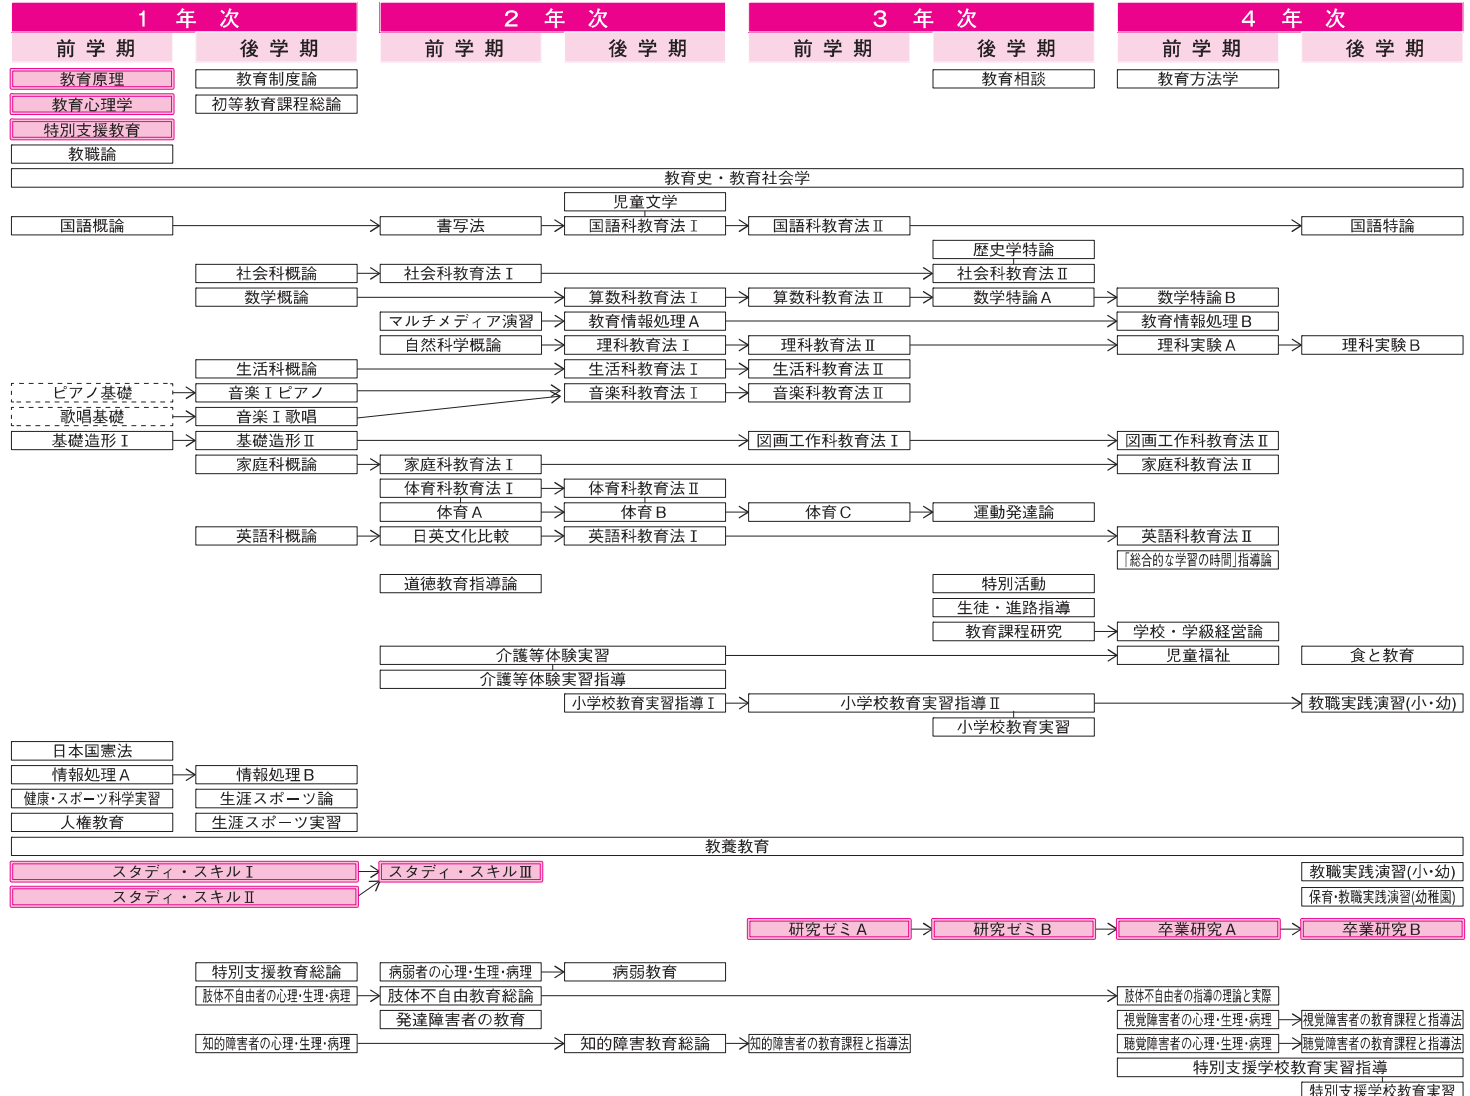 1 年 次 2 年 次 3 年 次 4 年 次
前 学 期 後 学 期 前 学 期 後 学 期 前 学 期 後 学 期 前 学 期 後 学 期
教育原理 教育制度論 教育相談 教育方法学
教育心理学 初等教育課程総論
特別支援教育
教職論
教育史・教育社会学
児童文学
国語概論 書写法 国語科教育法Ⅰ 国語科教育法Ⅱ 国語特論
歴史学特論
社会科概論 社会科教育法Ⅰ 社会科教育法Ⅱ
数学概論 算数科教育法Ⅰ 算数科教育法Ⅱ 数学特論A 数学特論B
マルチメディア演習 教育情報処理A 教育情報処理B
自然科学概論 理科教育法Ⅰ 理科教育法Ⅱ 理科実験A 理科実験B
生活科概論 生活科教育法Ⅰ 生活科教育法Ⅱ
ピアノ基礎 音楽Ⅰピアノ 音楽科教育法Ⅰ 音楽科教育法Ⅱ
歌唱基礎 音楽Ⅰ歌唱
基礎造形Ⅰ 基礎造形Ⅱ 図画工作科教育法Ⅰ 図画工作科教育法Ⅱ
家庭科概論 家庭科教育法Ⅰ 家庭科教育法Ⅱ
体育科教育法Ⅰ 体育科教育法Ⅱ
体育A 体育B 体育C 運動発達論
英語科概論 日英文化比較 英語科教育法Ⅰ 英語科教育法Ⅱ
「総合的な学習の時間」指導論
道徳教育指導論 特別活動
生徒・進路指導
教育課程研究 学校・学級経営論
介護等体験実習 児童福祉 食と教育
介護等体験実習指導
小学校教育実習指導Ⅰ 小学校教育実習指導Ⅱ 教職実践演習(小・幼)
小学校教育実習
日本国憲法
情報処理A 情報処理B
健康・スポーツ科学実習 生涯スポーツ論
人権教育 生涯スポーツ実習
教養教育
スタディ・スキルⅠ スタディ・スキルⅢ 教職実践演習(小・幼)
スタディ・スキルⅡ 保育・教職実践演習(幼稚園)
研究ゼミA 研究ゼミB 卒業研究A 卒業研究B
特別支援教育総論 病弱者の心理・生理・病理 病弱教育
肢体不自由者の心理・生理・病理 肢体不自由教育総論 肢体不自由者の指導の理論と実際
発達障害者の教育 視覚障害者の心理・生理・病理 視覚障害者の教育課程と指導法
知的障害者の心理・生理・病理 知的障害教育総論 知的障害者の教育課程と指導法 聴覚障害者の心理・生理・病理 聴覚障害者の教育課程と指導法
特別支援学校教育実習指導
特別支援学校教育実習